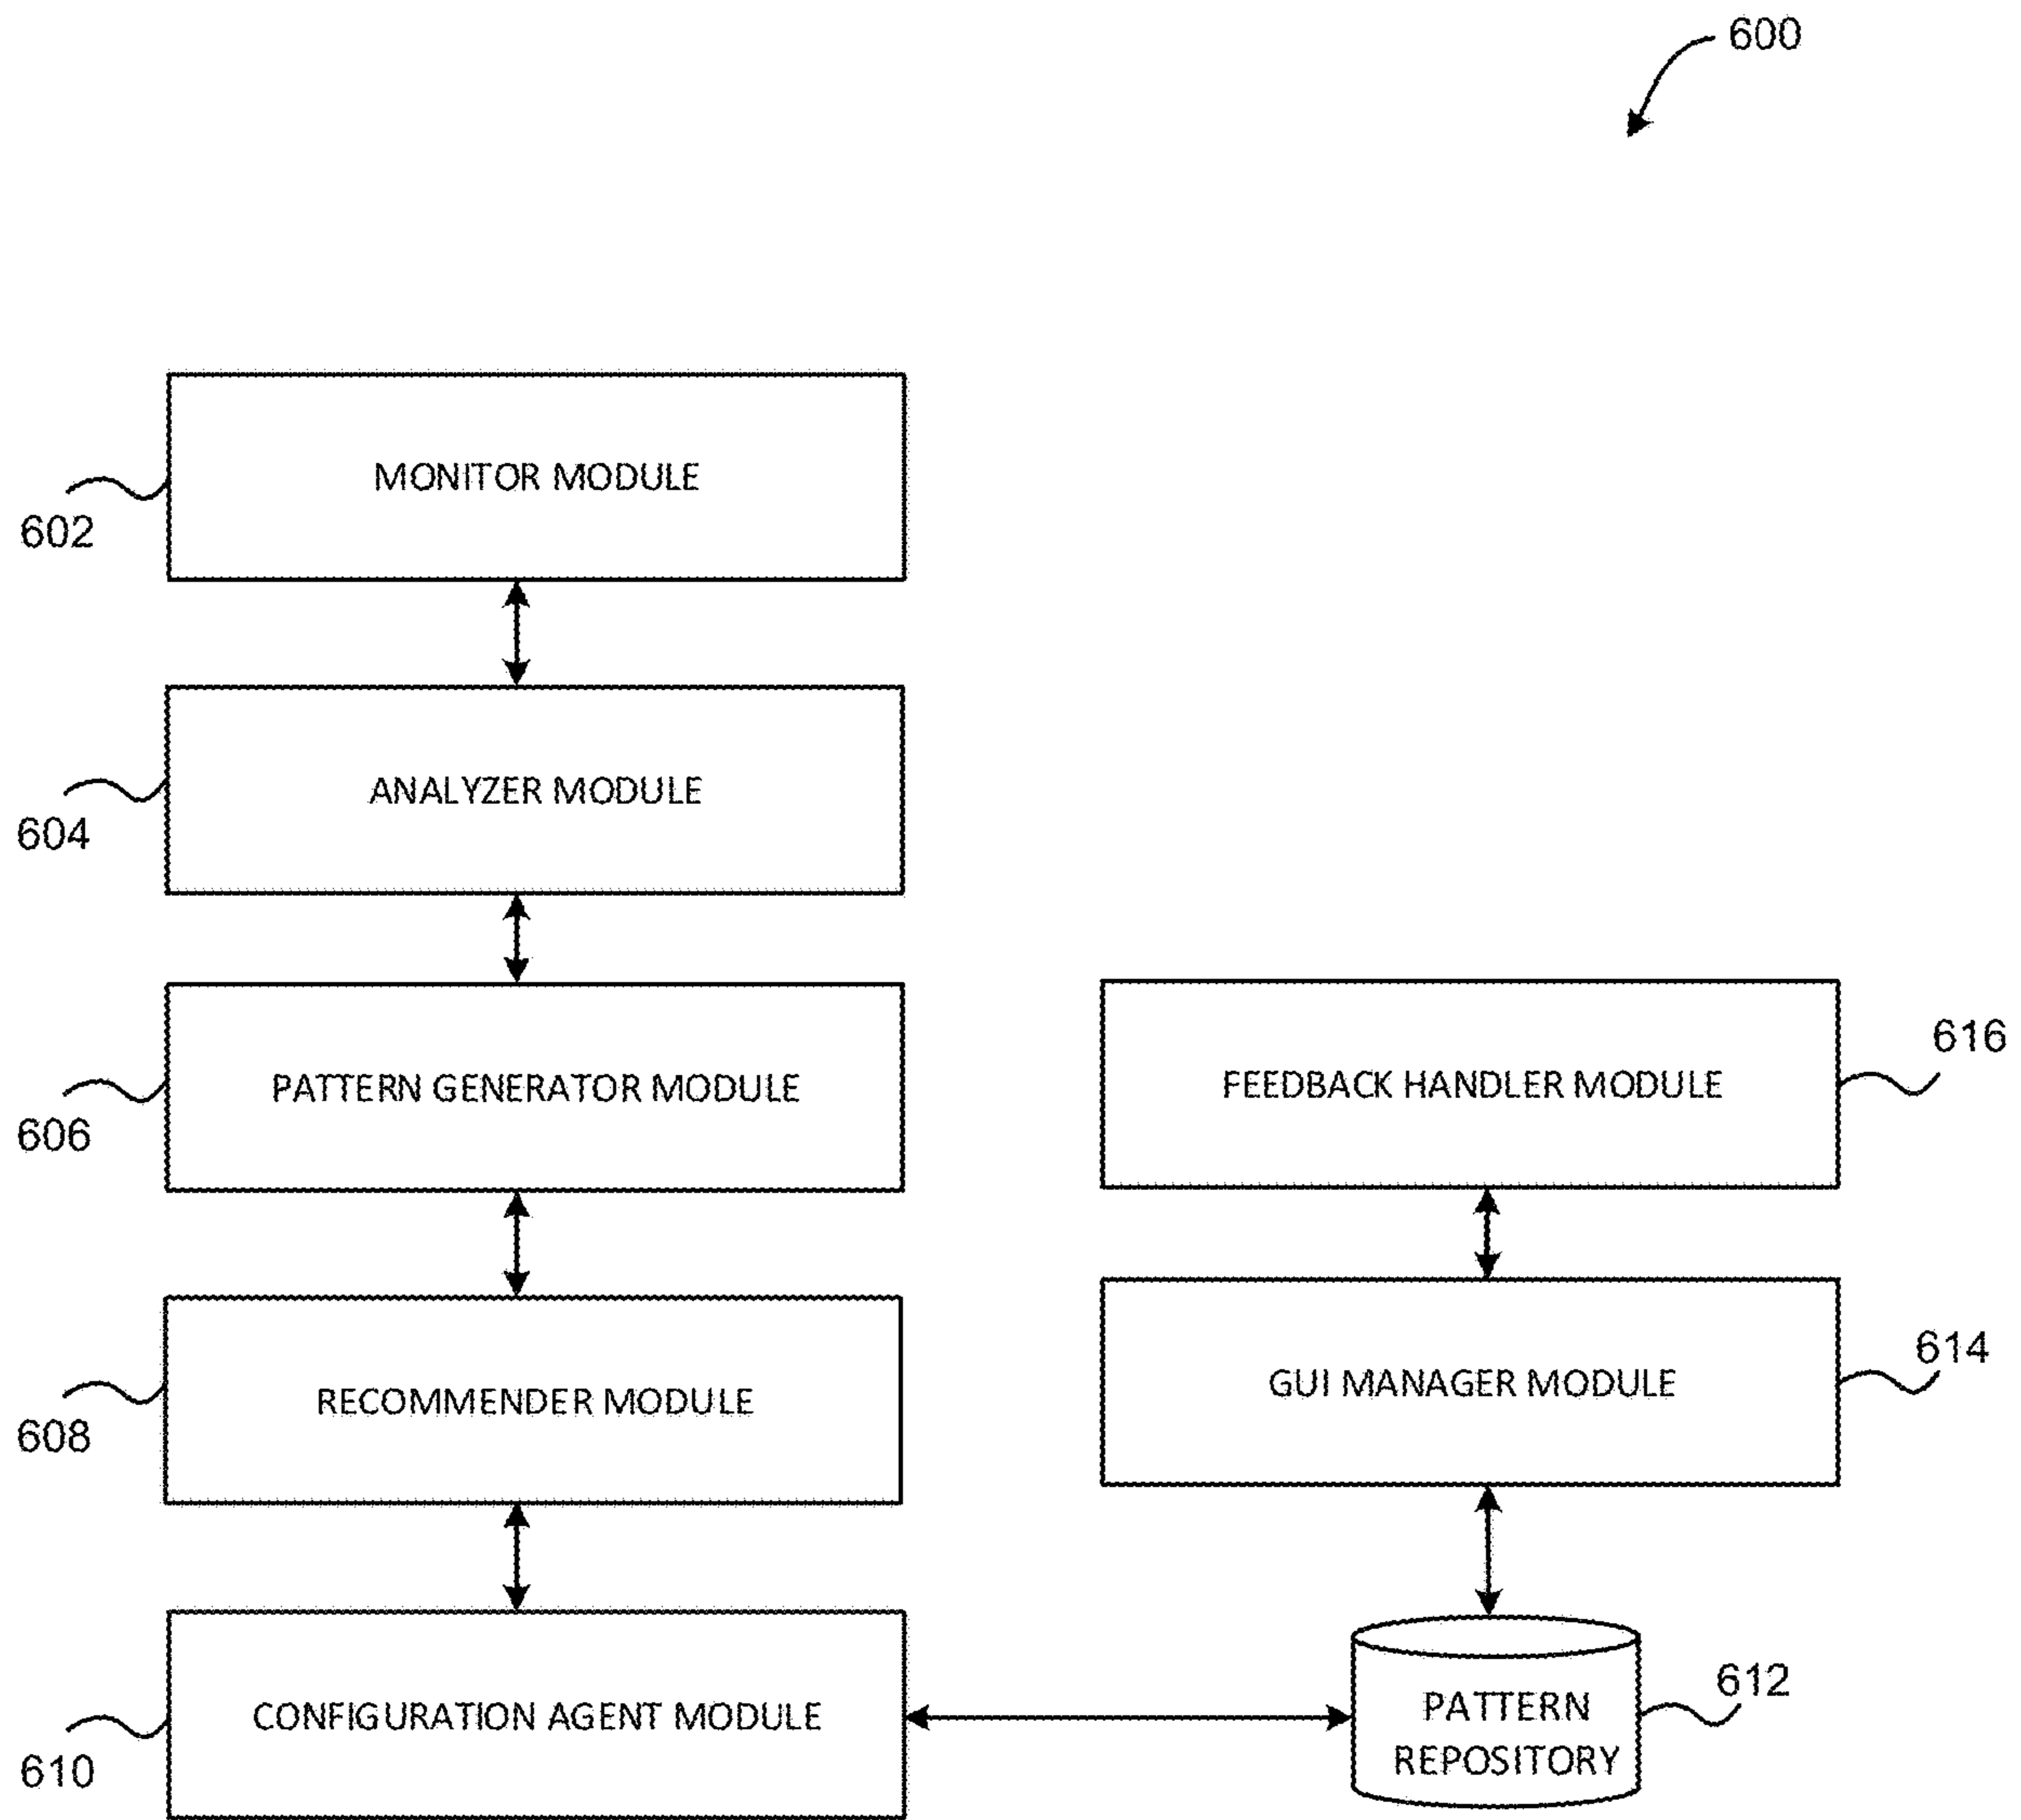 600
MONITOR MODULE
602
ANALYZER MODULE
604
PATTERN GENERATOR MODULE
606
FEEDBACK HANDLER MODULE
616
RECOMMENDER MODULE
608
GUI MANAGER MODULE
614
CONFIGURATION AGENT MODULE
610
PATTERN
REPOSITORY
612